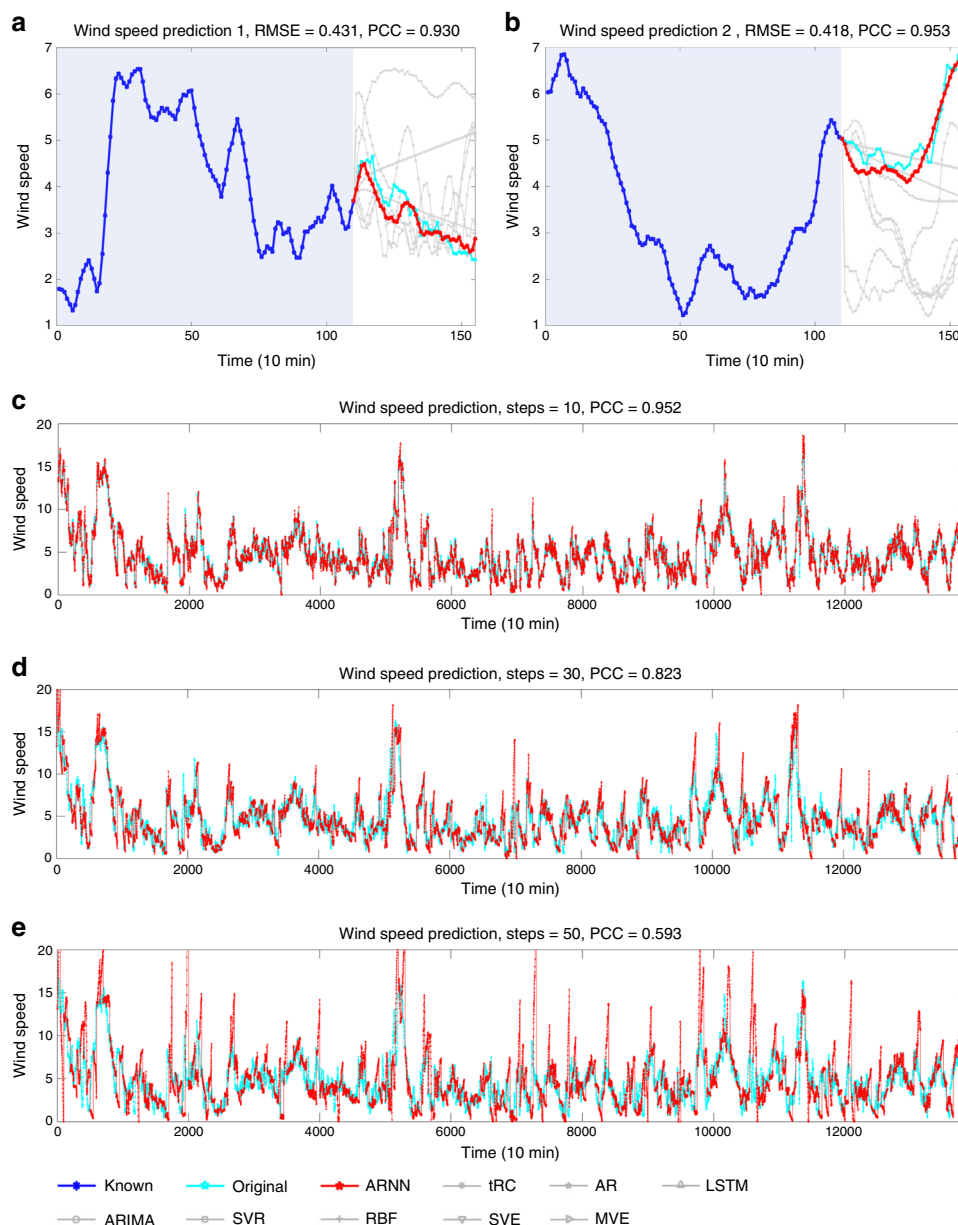 a
Wind speed prediction 1, RMSE = 0.431, PCC = 0.930
7
6
5
4
3
2
1
Wind speed
0 50 100 150
Time (10 min)
b
Wind speed prediction 2 , RMSE = 0.418, PCC = 0.953
7
6
5
4
3
2
1
Wind speed
0 50 100 150
Time (10 min)
c
Wind speed prediction, steps = 10, PCC = 0.952
20
15
10
5
0
Wind speed
0 2000 4000 6000 8000 10000 12000
Time (10 min)
d
Wind speed prediction, steps = 30, PCC = 0.823
20
15
10
5
0
Wind speed
0 2000 4000 6000 8000 10000 12000
Time (10 min)
e
Wind speed prediction, steps = 50, PCC = 0.593
20
15
10
5
0
Wind speed
0 2000 4000 6000 8000 10000 12000
Time (10 min)
Known Original ARNN tRC AR LSTM
ARIMA SVR RBF SVE MVE